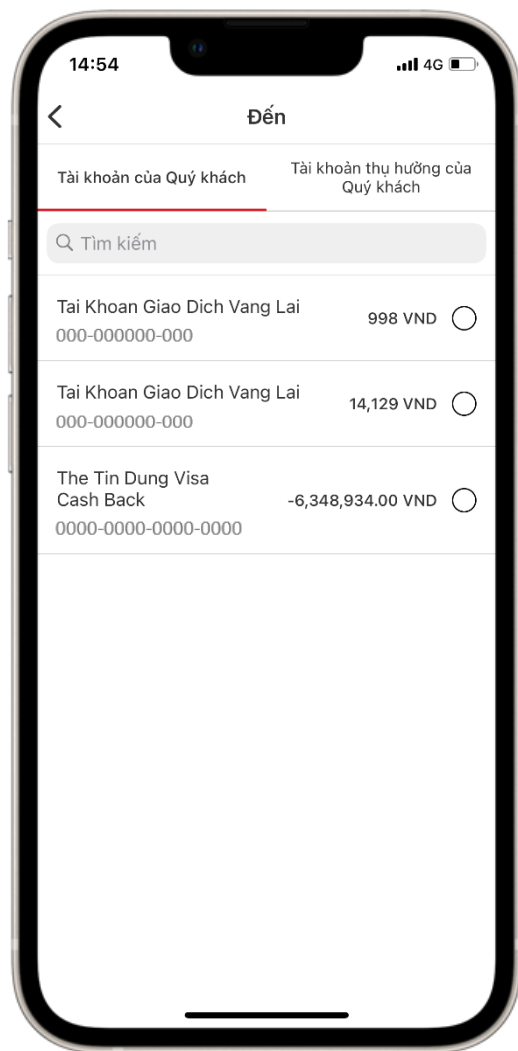 14:54
4G
Đến
Tài khoản của Quý khách
Tài khoản thụ hưởng của
Quý khách
Tìm kiếm
Tai Khoan Giao Dich Vang Lai
998 VND
000-000000-000
Tai Khoan Giao Dich Vang Lai
14,129 VND
000-000000-000
The Tin Dung Visa
Cash Back
-6,348,934.00 VND
0000-0000-0000-0000